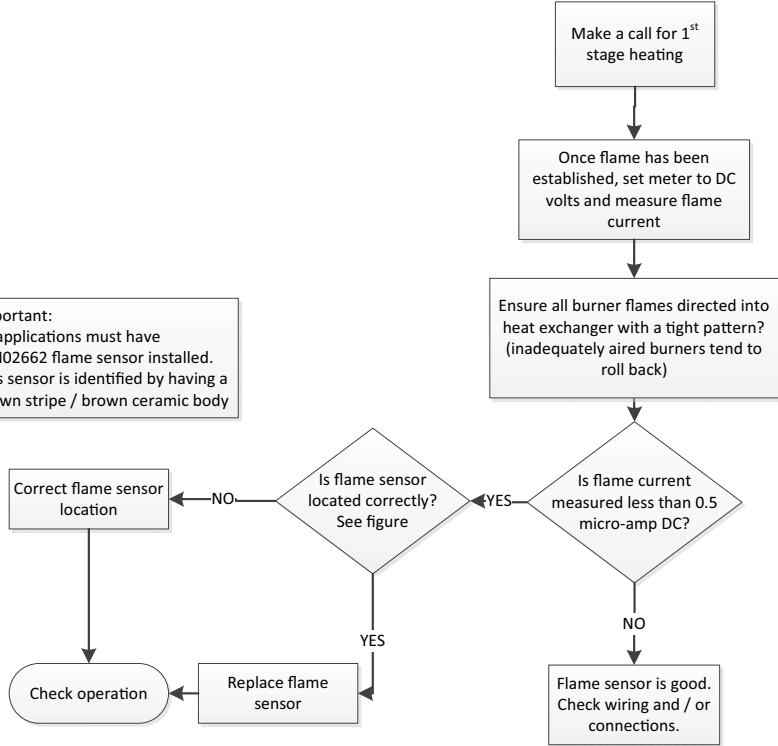 Make a call for 1st
stage heating
Once flame has been
established, set meter to DC
volts and measure flame
current
Ensure all burner flames directed into
heat exchanger with a tight pattern?
(inadequately aired burners tend to
roll back)
portant:
applications must have
02662 flame sensor installed.
s sensor is identified by having a
wn stripe / brown ceramic body
Is flame current
measured less than 0.5
micro-amp DC?
YES
Is flame sensor
located correctly?
See figure
NO
Correct flame sensor
location
YES
NO
Check operation
Replace flame
sensor
Flame sensor is good.
Check wiring and / or
connections.